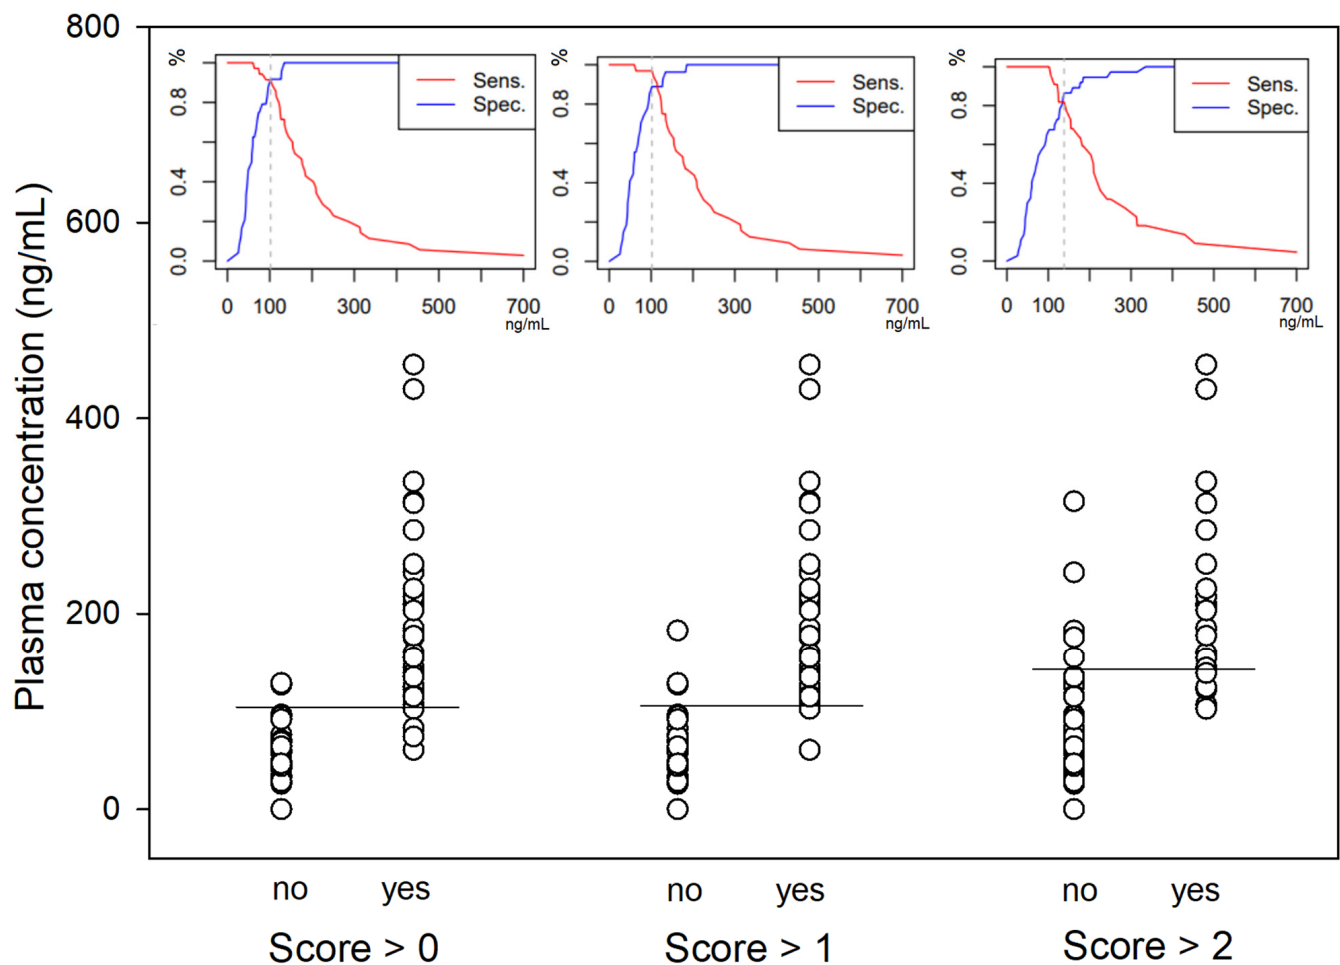 800
600
400
200
0
Plasma concentration (ng/mL)
%
0.8
0.4
0.0
Sens.
Spec.
0 100 300 500 700
ng/mL
%
0.8
0.4
0.0
Sens.
Spec.
0 100 300 500 700
ng/mL
%
0.8
0.4
0.0
Sens.
Spec.
0 100 300 500 700
ng/mL
no yes no yes no yes
Score > 0 Score > 1 Score > 2